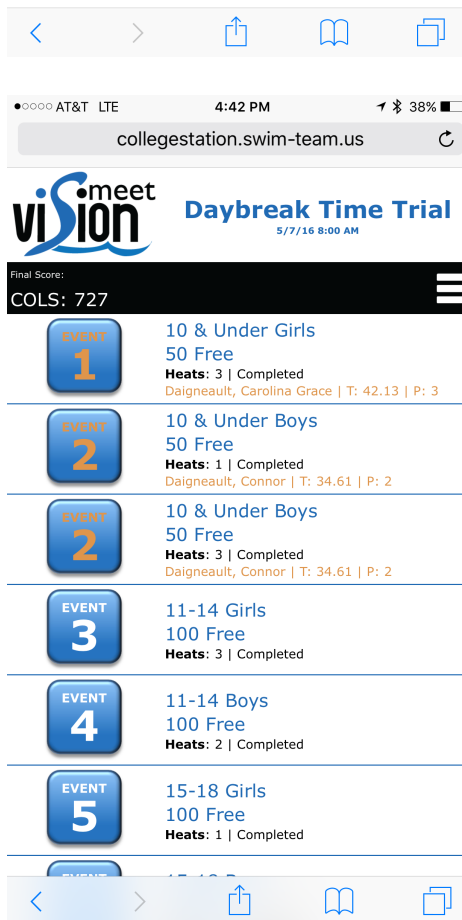 AT&T LTE 4:42 PM 38%
collegestation.swim-team.us
meet
vision
Daybreak Time Trial
5/7/16 8:00 AM
Final Score:
COLS: 727
EVENT
1
10 & Under Girls
50 Free
Heats: 3 | Completed
Daigneault, Carolina Grace | T: 42.13 | P: 3
EVENT
2
10 & Under Boys
50 Free
Heats: 1 | Completed
Daigneault, Connor | T: 34.61 | P: 2
EVENT
2
10 & Under Boys
50 Free
Heats: 3 | Completed
Daigneault, Connor | T: 34.61 | P: 2
EVENT
3
11-14 Girls
100 Free
Heats: 3 | Completed
EVENT
4
11-14 Boys
100 Free
Heats: 2 | Completed
EVENT
5
15-18 Girls
100 Free
Heats: 1 | Completed